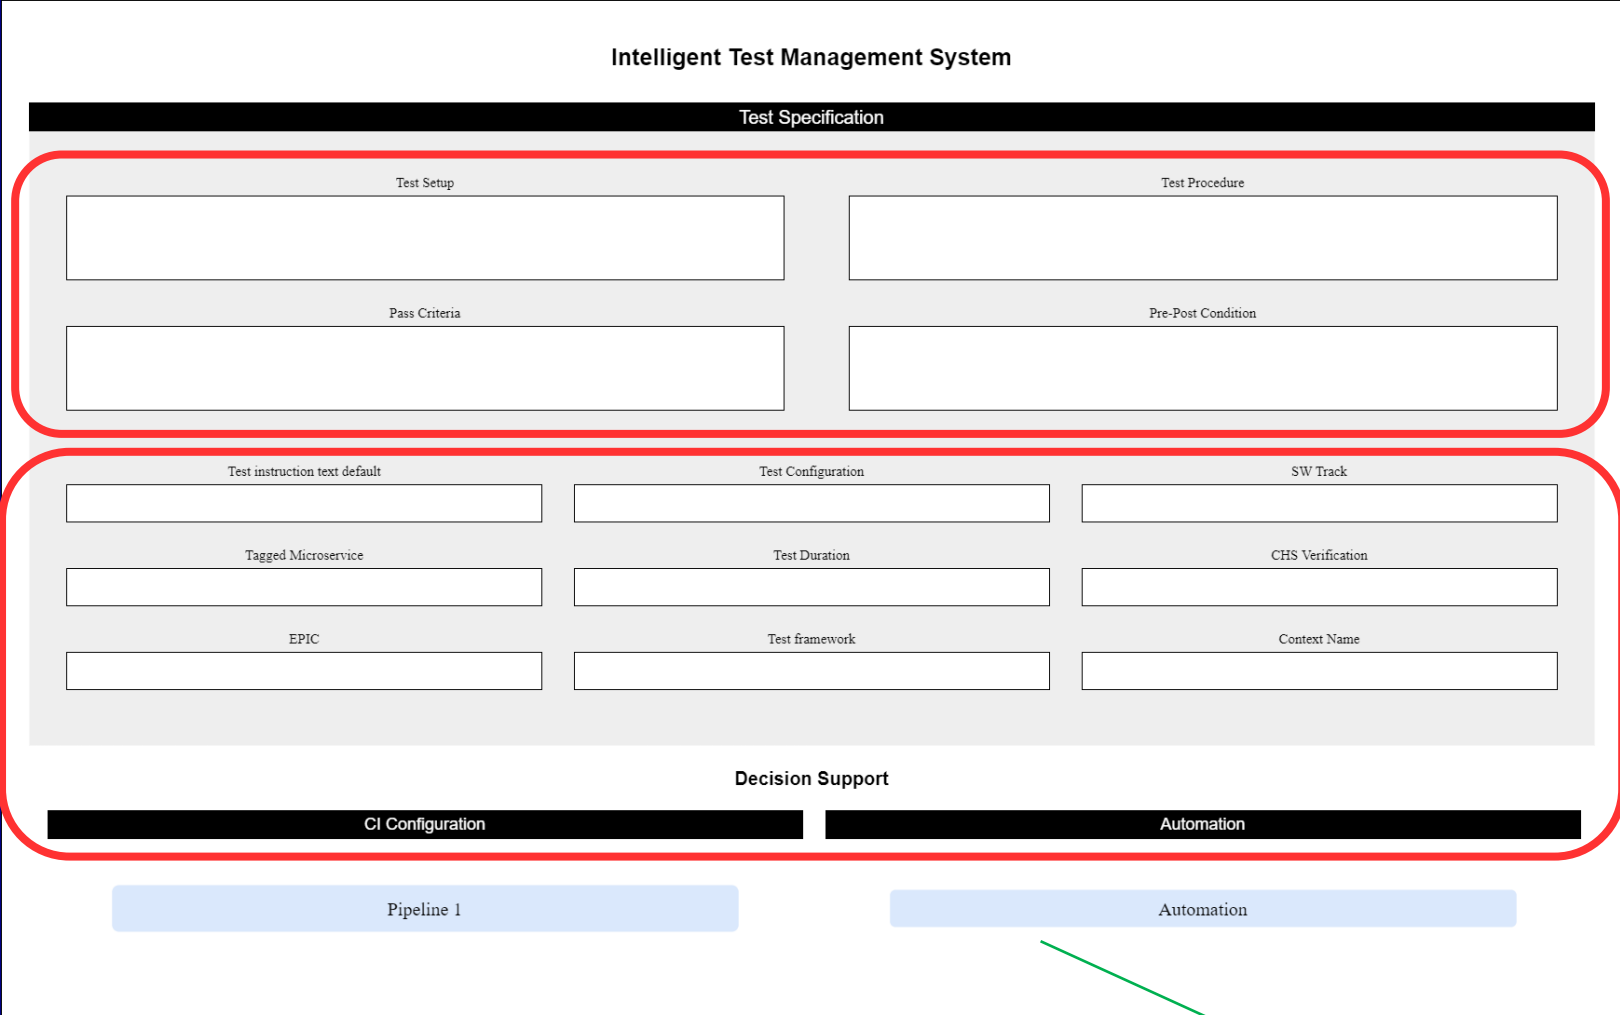 Intelligent Test Management System
Test Specification
Test Setup
Test Procedure
Pass Criteria
Pre-Post Condition
Test instruction text default
Test Configuration
SW Track
Tagged Microservice
Test Duration
CHS Verification
EPIC
Test framework
Context Name
Decision Support
CI Configuration
Automation
Pipeline 1
Automation